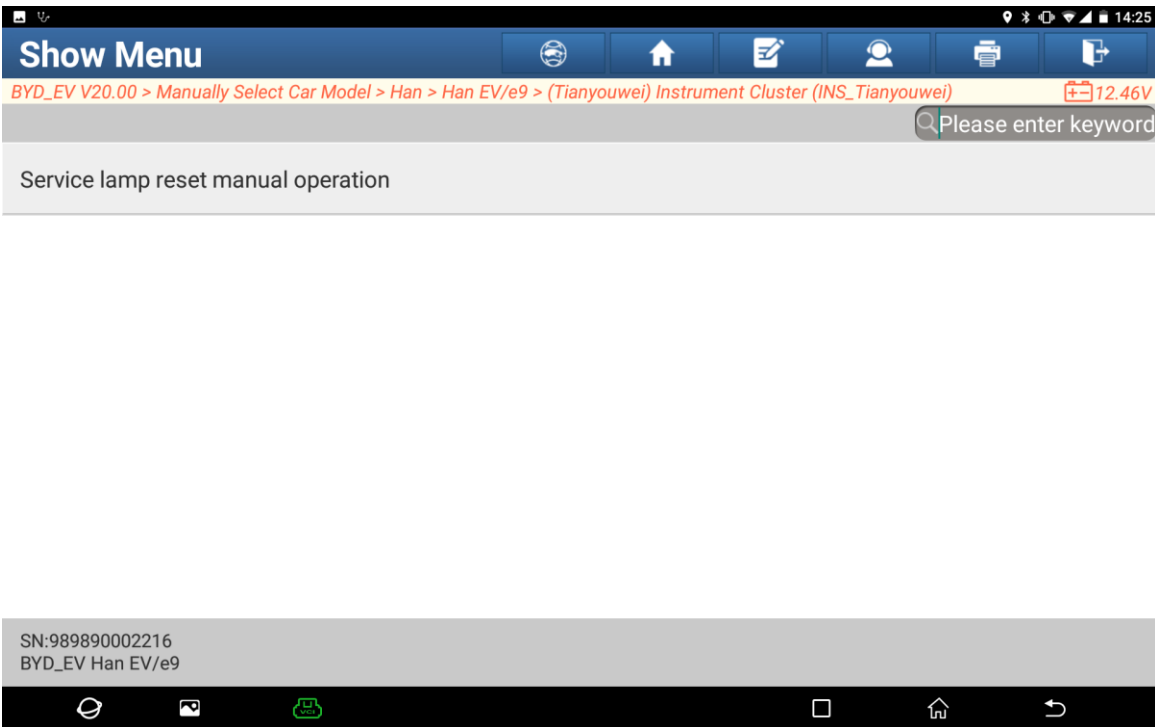 14:25
Show Menu
BYD_EV V20.00 > Manually Select Car Model > Han > Han EV/e9 > (Tianyouwei) Instrument Cluster (INS_Tianyouwei)
12.46V
Please enter keyword
Service lamp reset manual operation
SN:989890002216
BYD_EV Han EV/e9
VCI